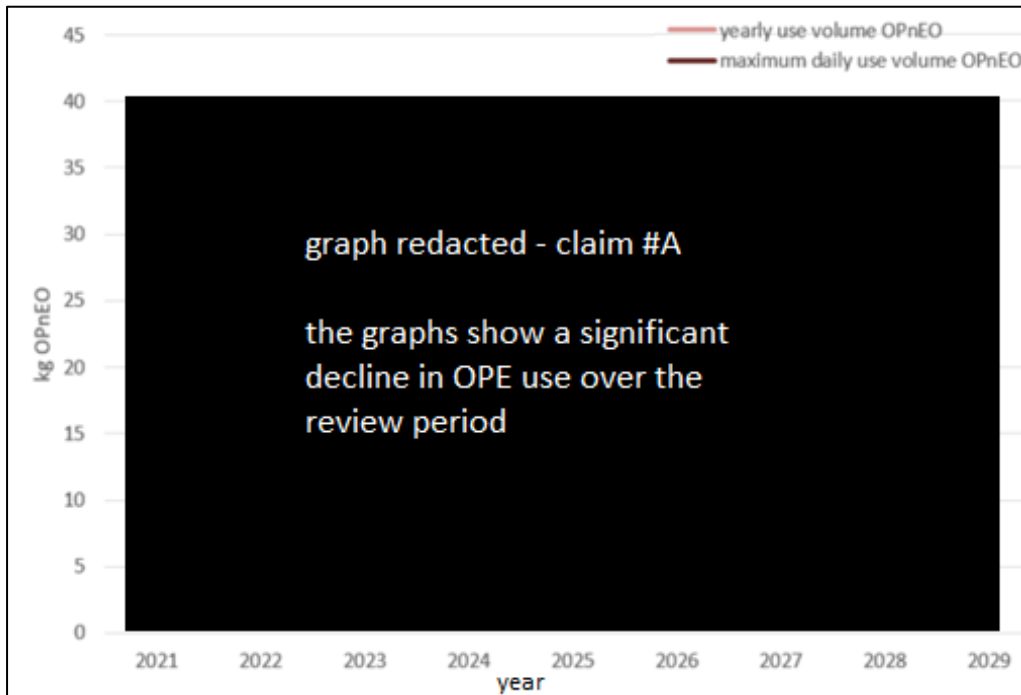 yearly use volume OPnEO
maximum daily use volume OPnEO
45
40
35
30
25
20
15
10
5
0
kg OPnEO
graph redacted - claim #A
the graphs show a significant
decline in OPE use over the
review period
2021 2022 2023 2024 2025 2026 2027 2028 2029
year